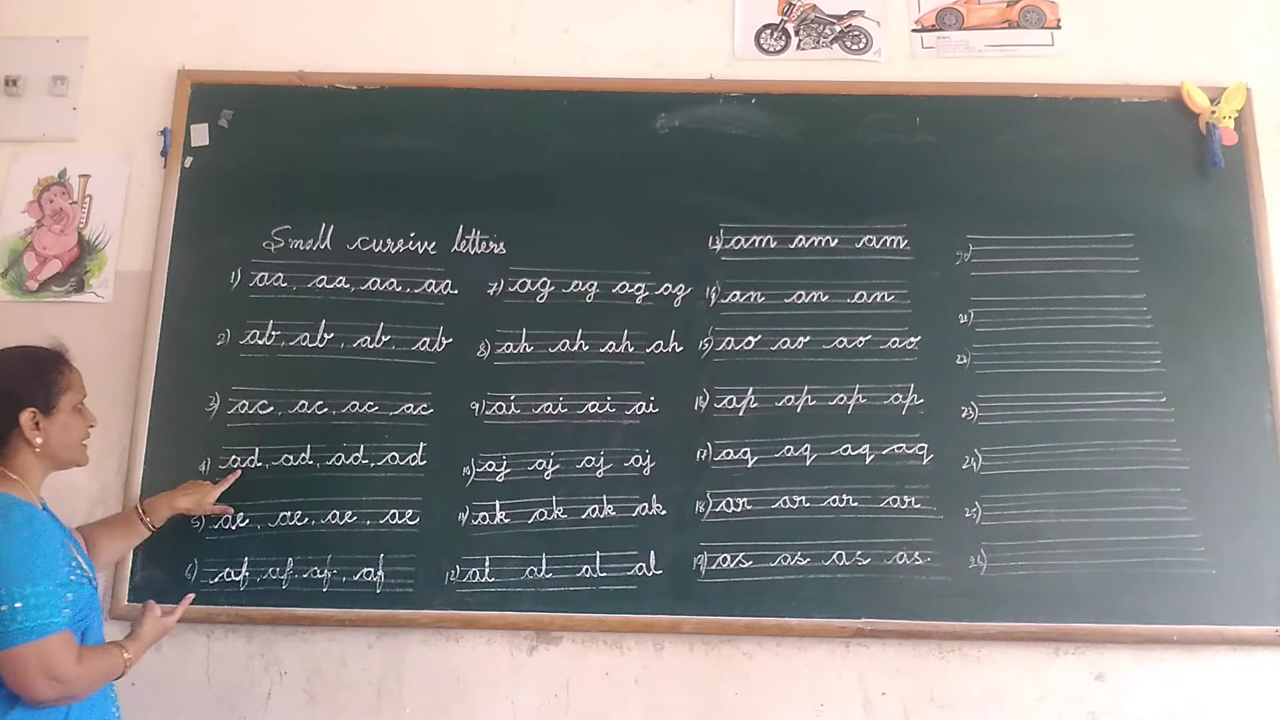 Small cursive letters
1) aa, aa, aa, aa
2) ab, ab, ab, ab
3) ac, ac, ac, ac
4) ad, ad, ad, ad
5) ae, ae, ae, ae
6) af, af, af, af
7) ag ag ag ag
8) ah ah ah ah
9) ai ai ai ai
10) aj aj aj aj
11) ak ak ak ak
12) al al al al
13) am am am
14) an an an
15) ao ao ao ao
16) ap ap ap ap
17) aq aq aq aq
18) ar ar ar ar
19) as as as as.
20)
21)
22)
23)
24)
25)
26)